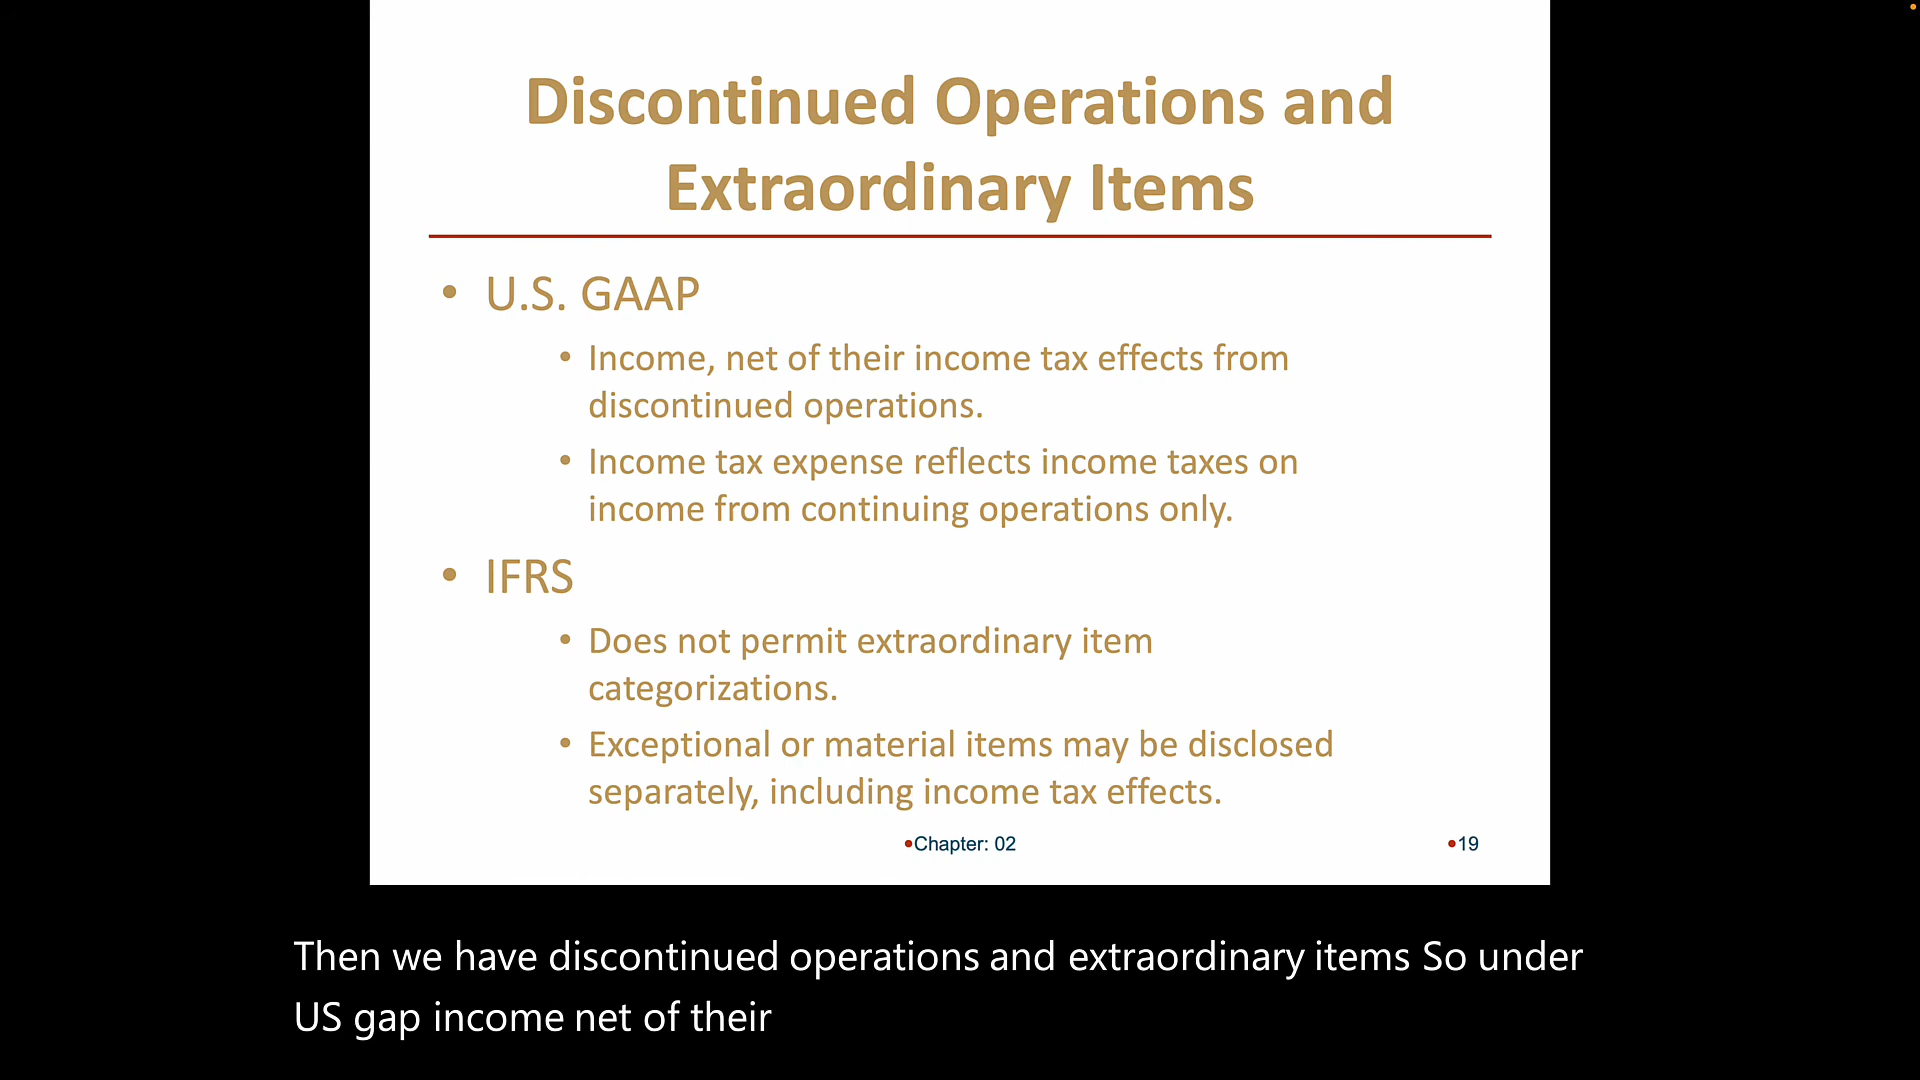 Discontinued Operations and
Extraordinary Items
• U.S. GAAP
• Income, net of their income tax effects from
discontinued operations.
• Income tax expense reflects income taxes on
income from continuing operations only.
• IFRS
• Does not permit extraordinary item
categorizations.
• Exceptional or material items may be disclosed
separately, including income tax effects.
•Chapter: 02
•19
Then we have discontinued operations and extraordinary items So under
US gap income net of their